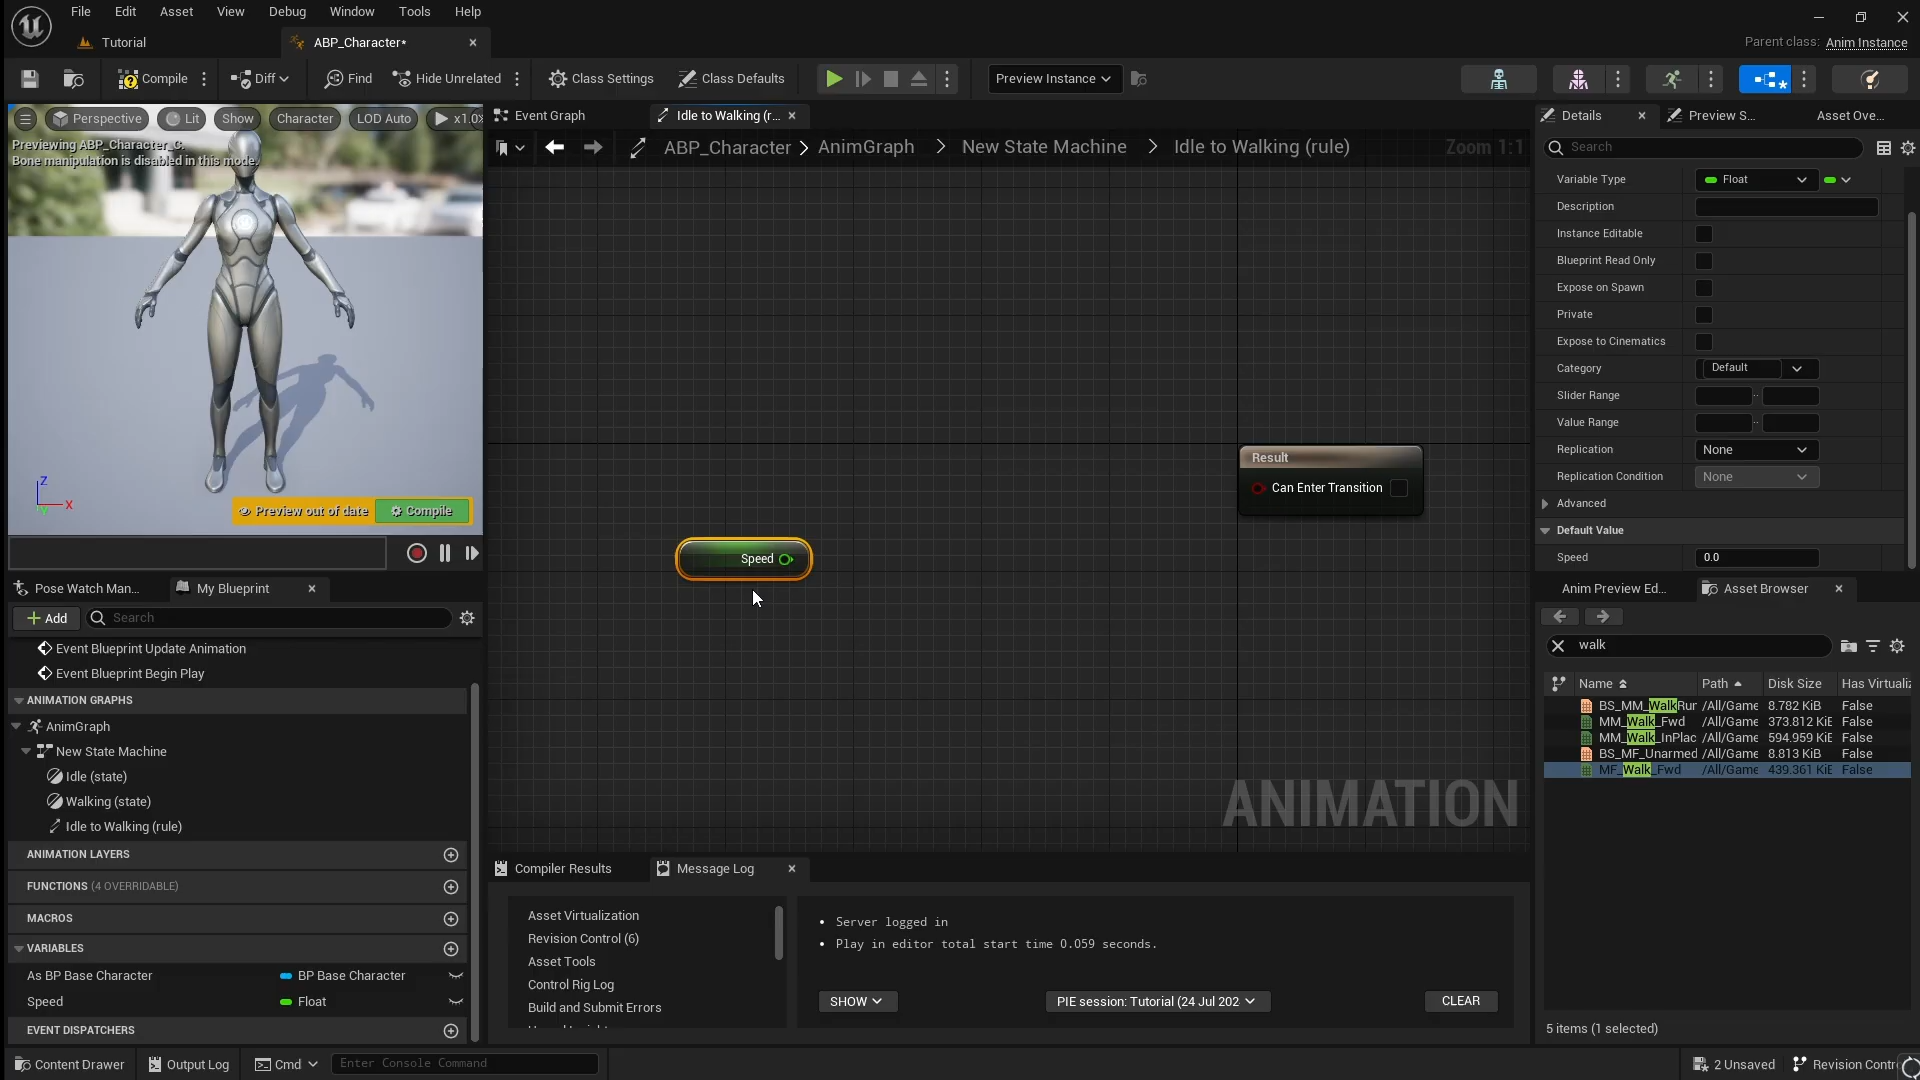 File Edit Asset View Debug Window Tools Help
Tutorial
ABP_Character*
Parent class: Anim Instance
Compile
Diff
Find
Hide Unrelated
Class Settings
Class Defaults
Preview Instance
Perspective Lit Show Character LOD Auto x1.0
Previewing ABP_Character_C.
Bone manipulation is disabled in this mode.
Z
X
Preview out of date
Compile
Event Graph
Idle to Walking (r...
ABP_Character > AnimGraph > New State Machine > Idle to Walking (rule)
Zoom 1:1
Result
Can Enter Transition
Speed
ANIMATION
Pose Watch Man...
My Blueprint
Add
Search
Event Blueprint Update Animation
Event Blueprint Begin Play
ANIMATION GRAPHS
AnimGraph
New State Machine
Idle (state)
Walking (state)
Idle to Walking (rule)
ANIMATION LAYERS
FUNCTIONS (4 OVERRIDABLE)
MACROS
VARIABLES
As BP Base Character BP Base Character
Speed Float
EVENT DISPATCHERS
Compiler Results
Message Log
Asset Virtualization
Revision Control (6)
Asset Tools
Control Rig Log
Build and Submit Errors
• Server logged in
• Play in editor total start time 0.059 seconds.
SHOW
PIE session: Tutorial (24 Jul 202
CLEAR
Details
Preview S...
Asset Ove...
Search
Variable Type Float
Description
Instance Editable
Blueprint Read Only
Expose on Spawn
Private
Expose to Cinematics
Category Default
Slider Range
Value Range
Replication None
Replication Condition None
Advanced
Default Value
Speed 0.0
Anim Preview Ed...
Asset Browser
walk
Name Path Disk Size Has Virtualiz
BS_MM_WalkRun /All/Game 8.782 KiB False
MM_Walk_Fwd /All/Game 373.812 KiB False
MM_Walk_InPlac /All/Game 594.959 KiB False
BS_MF_Unarmed /All/Game 8.813 KiB False
MF_Walk_Fwd /All/Game 439.361 KiB False
5 items (1 selected)
Content Drawer
Output Log
Cmd
Enter Console Command
2 Unsaved
Revision Contr